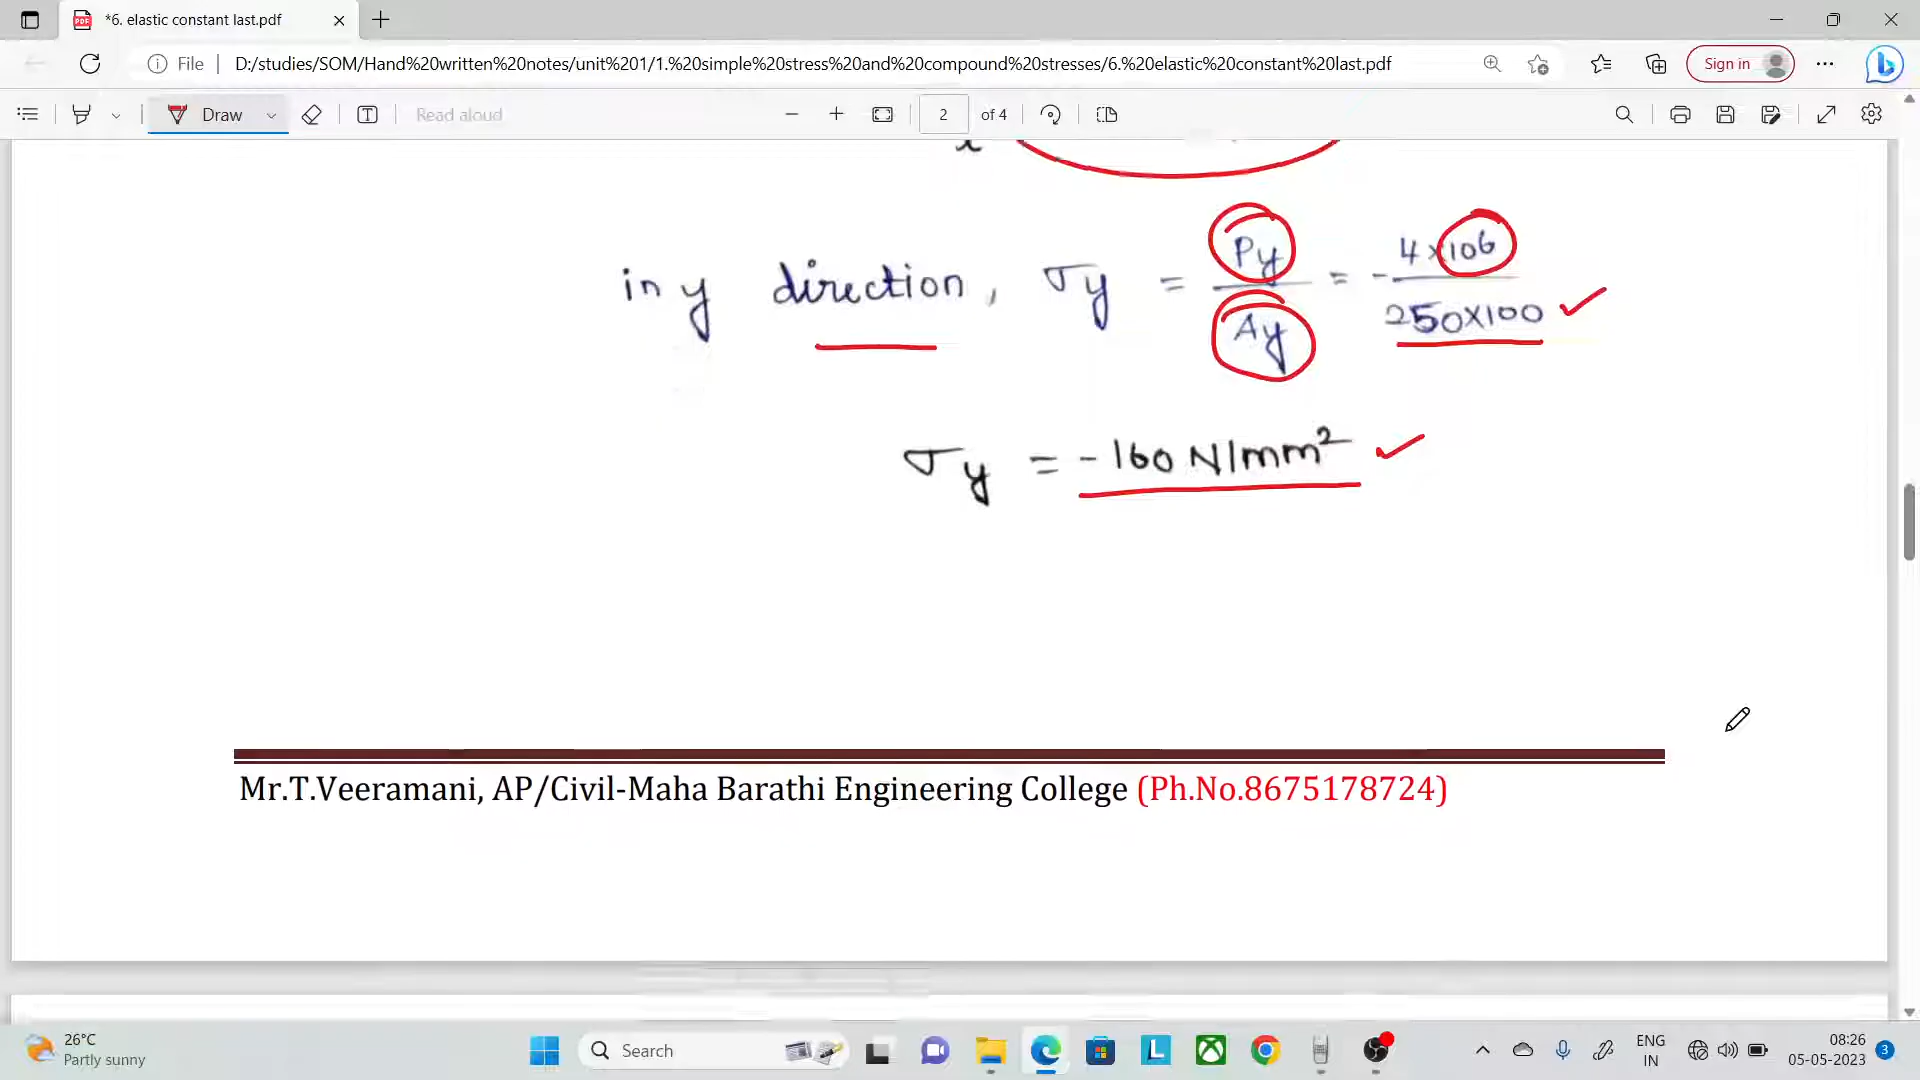 *6. elastic constant last.pdf
File
D:/studies/SOM/Hand%20written%20notes/unit%201/1.%20simple%20stress%20and%20compound%20stresses/6.%20elastic%20constant%20last.pdf
Sign in
Draw
Read aloud
2 of 4
x
in y direction, σy = Py / Ay = - 4×106 / 250×100
σy = -160 N/mm²
Mr.T.Veeramani, AP/Civil-Maha Barathi Engineering College (Ph.No.8675178724)
26°C
Partly sunny
Search
ENG
IN
08:26
05-05-2023
3